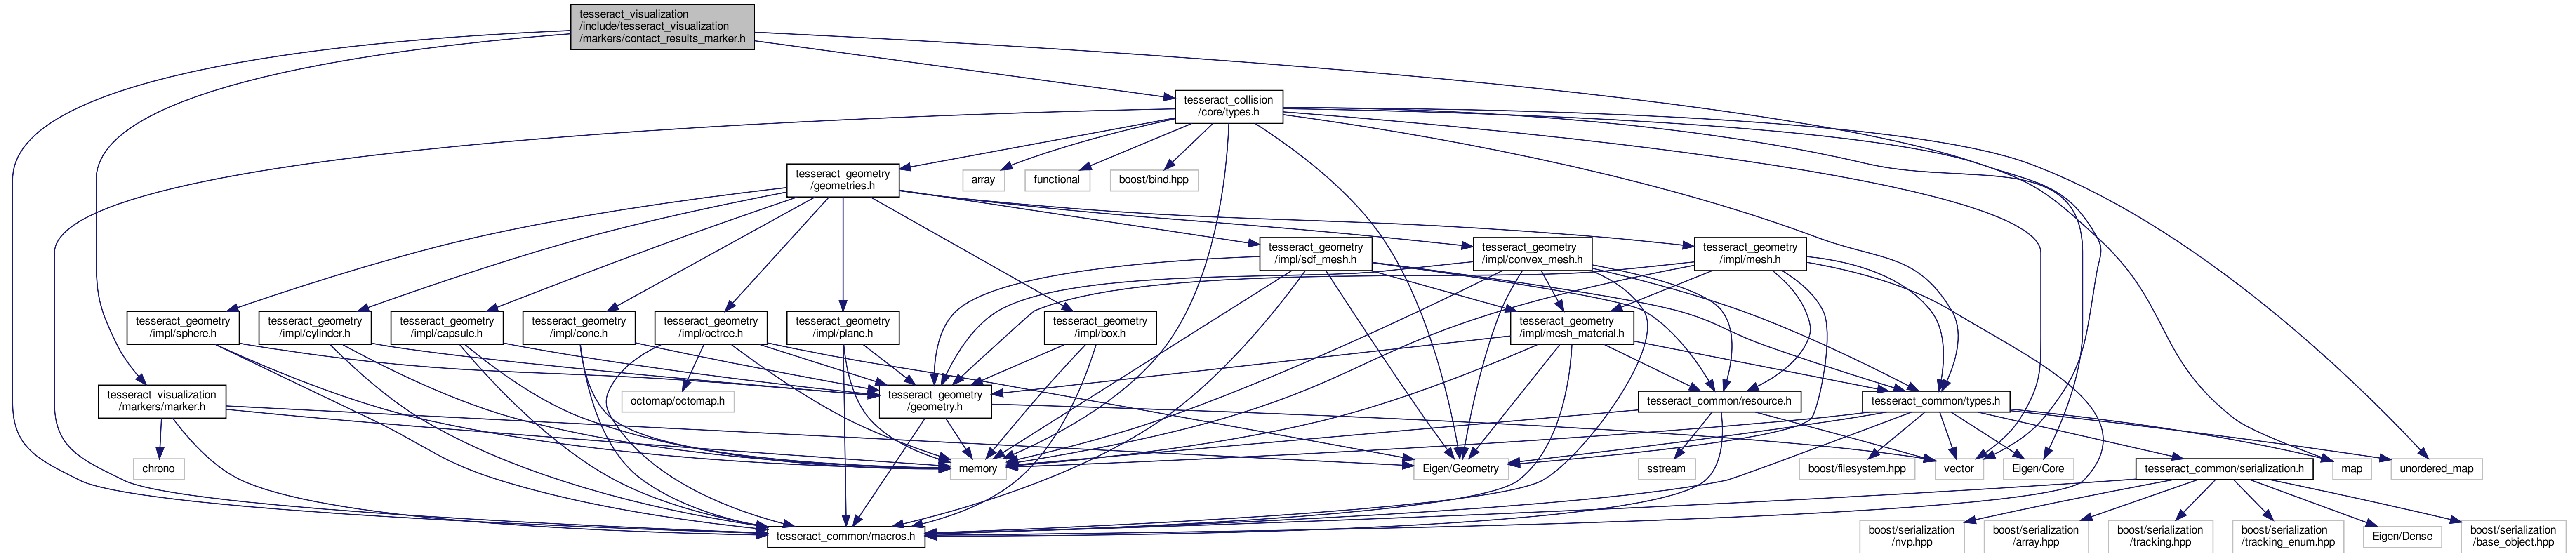 tesseract_visualization
/include/tesseract_visualization
/markers/contact_results_marker.h
tesseract_collision
/core/types.h
tesseract_geometry
/geometries.h
array
functional
boost/bind.hpp
tesseract_geometry
/impl/sdf_mesh.h
tesseract_geometry
/impl/convex_mesh.h
tesseract_geometry
/impl/mesh.h
tesseract_geometry
/impl/sphere.h
tesseract_geometry
/impl/cylinder.h
tesseract_geometry
/impl/capsule.h
tesseract_geometry
/impl/cone.h
tesseract_geometry
/impl/octree.h
tesseract_geometry
/impl/plane.h
tesseract_geometry
/impl/box.h
tesseract_geometry
/impl/mesh_material.h
tesseract_visualization
/markers/marker.h
octomap/octomap.h
tesseract_geometry
/geometry.h
tesseract_common/resource.h
tesseract_common/types.h
chrono
memory
Eigen/Geometry
sstream
boost/filesystem.hpp
vector
Eigen/Core
tesseract_common/serialization.h
map
unordered_map
tesseract_common/macros.h
boost/serialization
/nvp.hpp
boost/serialization
/array.hpp
boost/serialization
/tracking.hpp
boost/serialization
/tracking_enum.hpp
Eigen/Dense
boost/serialization
/base_object.hpp